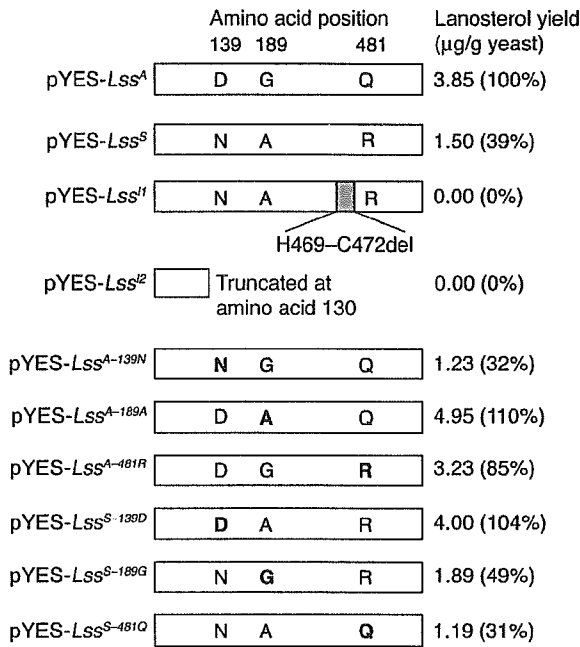 Amino acid position Lanosterol yield
139 189 481 (µg/g yeast)
pYES-Lss^A D G Q 3.85 (100%)
pYES-Lss^S N A R 1.50 (39%)
pYES-Lss^I1 N A R 0.00 (0%)
H469–C472del
pYES-Lss^I2 Truncated at amino acid 130 0.00 (0%)
pYES-Lss^A–139N N G Q 1.23 (32%)
pYES-Lss^A–189A D A Q 4.95 (110%)
pYES-Lss^A–481R D G R 3.23 (85%)
pYES-Lss^S–139D D A R 4.00 (104%)
pYES-Lss^S–189G N G R 1.89 (49%)
pYES-Lss^S–481Q N A Q 1.19 (31%)